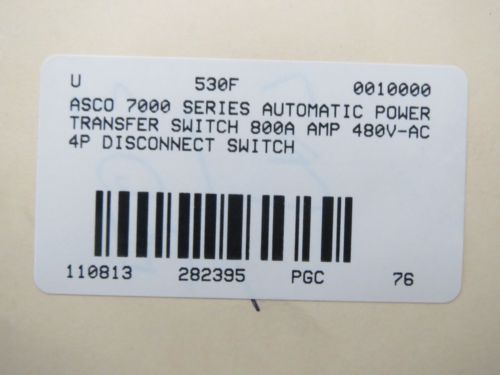 U 530F 0010000
ASCO 7000 SERIES AUTOMATIC POWER
TRANSFER SWITCH 800A AMP 480V-AC
4P DISCONNECT SWITCH
110813 282395 PGC 76